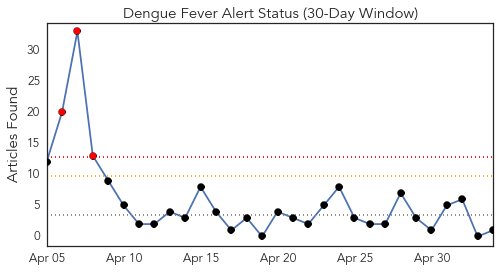 Dengue Fever Alert Status (30-Day Window)
Articles Found
30
25
20
15
10
5
0
Apr 05
Apr 10
Apr 15
Apr 20
Apr 25
Apr 30